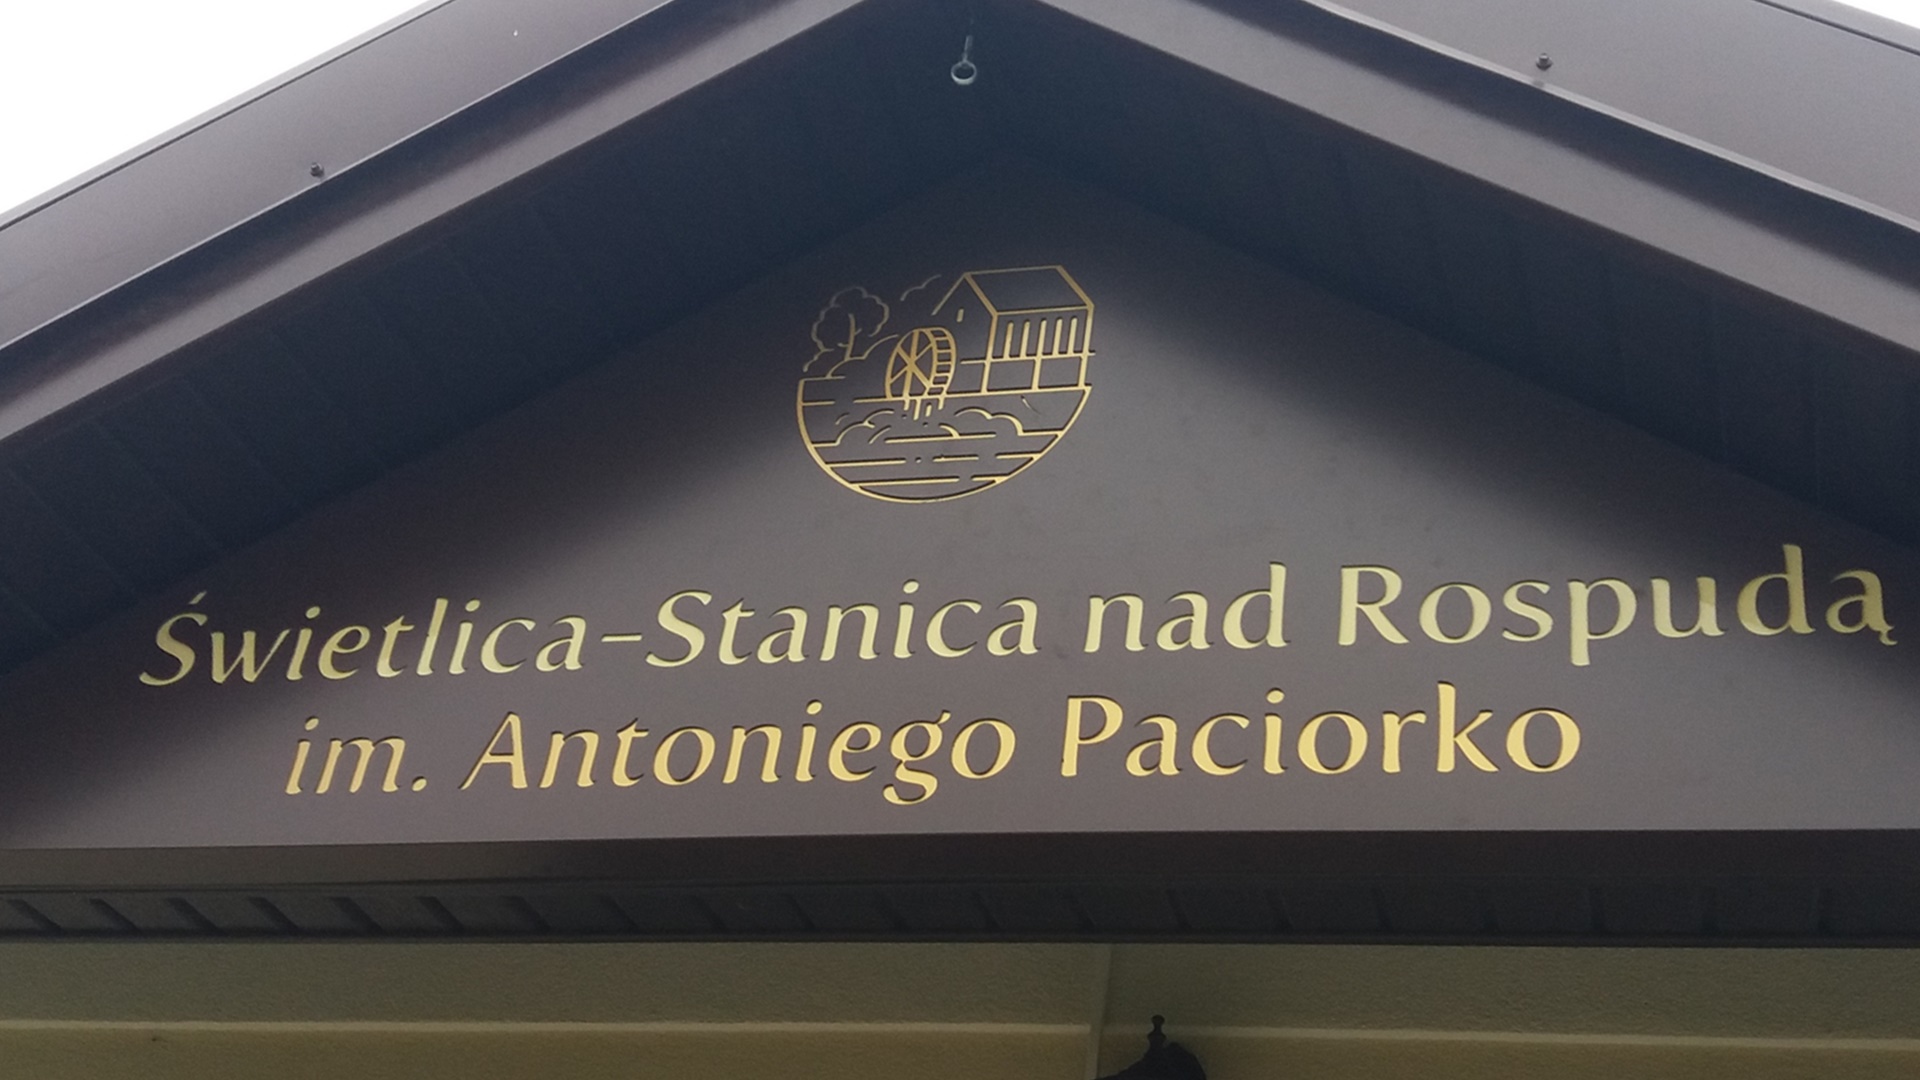 Świetlica-Stanica nad Rospudą
im. Antoniego Paciorko